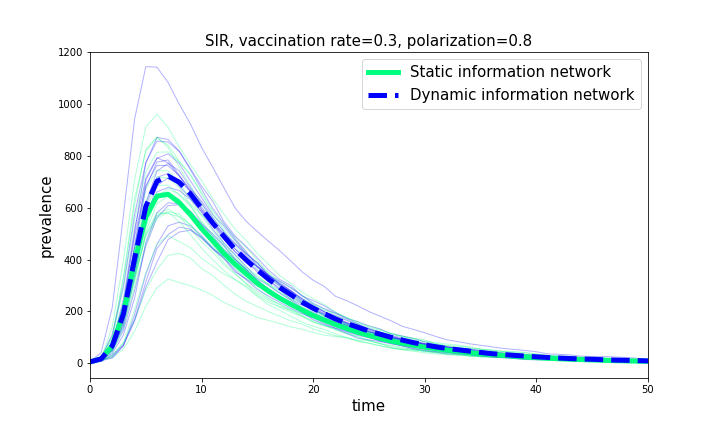 SIR, vaccination rate=0.3, polarization=0.8
1200
1000
800
600
400
200
0
prevalence
Static information network
Dynamic information network
0 10 20 30 40 50
time